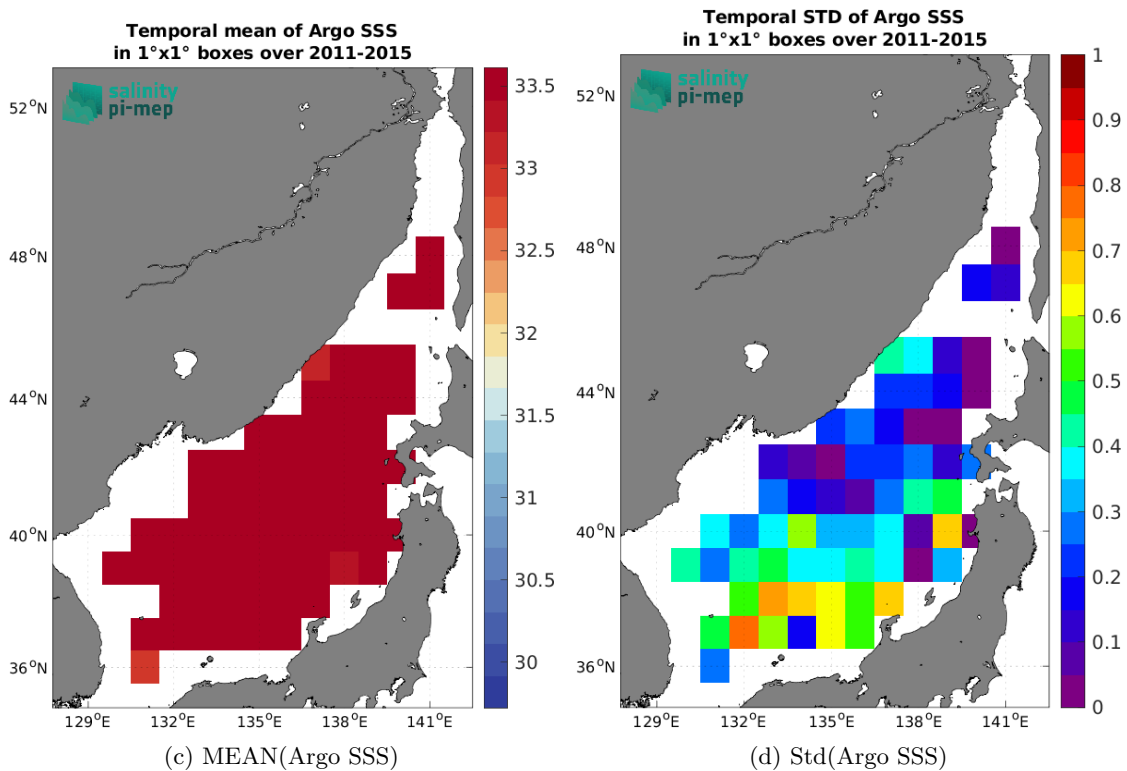 Temporal mean of Argo SSS
in 1°x1° boxes over 2011-2015
salinity
pi-mep
52°N
48°N
44°N
40°N
36°N
129°E 132°E 135°E 138°E 141°E
33.5
33
32.5
32
31.5
31
30.5
30
(c) MEAN(Argo SSS)
Temporal STD of Argo SSS
in 1°x1° boxes over 2011-2015
salinity
pi-mep
52°N
48°N
44°N
40°N
36°N
129°E 132°E 135°E 138°E 141°E
1
0.9
0.8
0.7
0.6
0.5
0.4
0.3
0.2
0.1
0
(d) Std(Argo SSS)